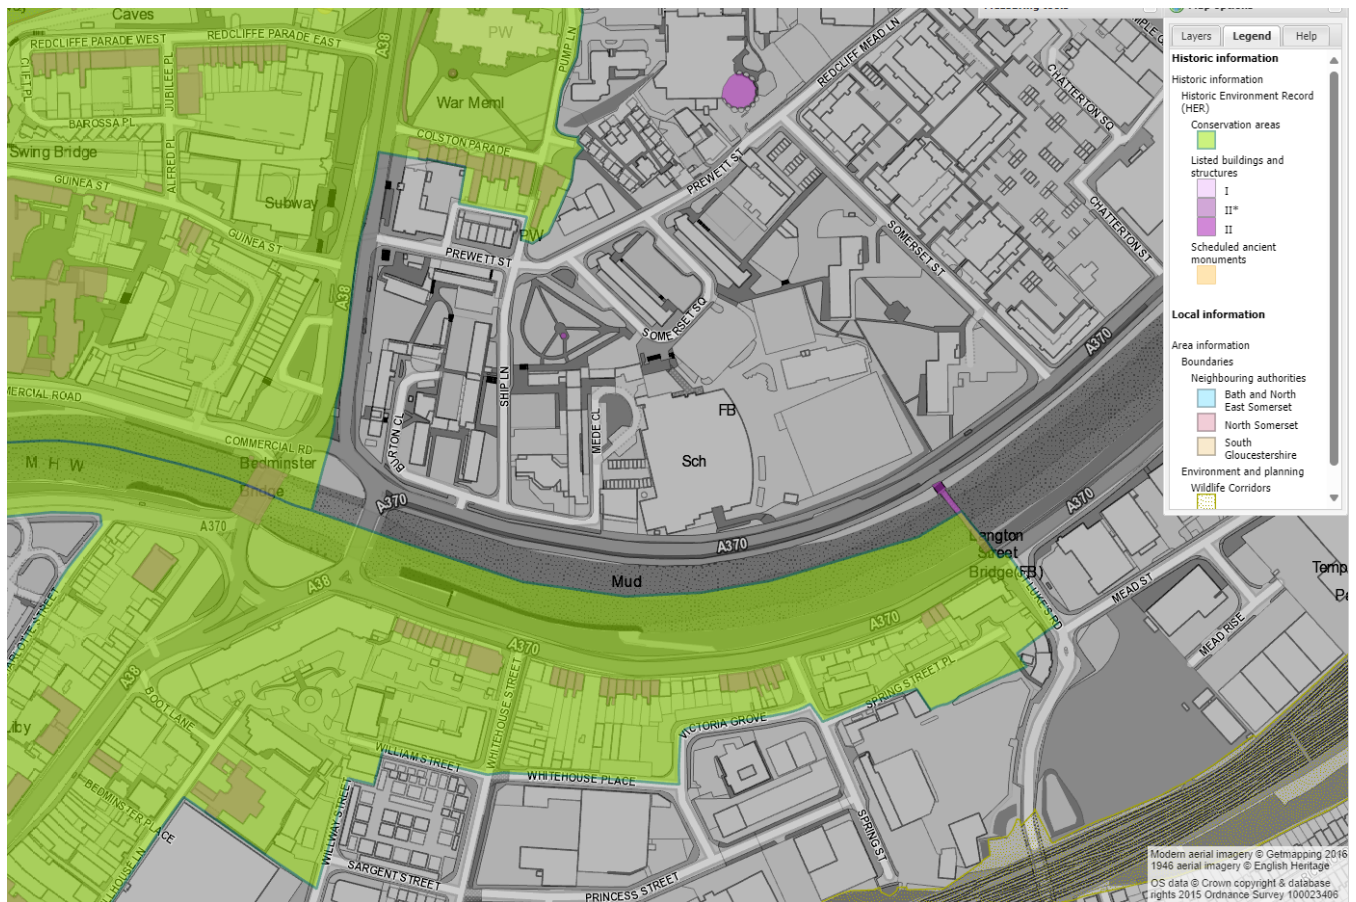 Caves
REDCLIFFE PARADE WEST
REDCLIFFE PARADE EAST
A38
PW
PUMP LN
REDCLIFF MEAD LN
CHATTERTON SQ
JUBILEE PL
War Meml
BAROSSA PL
COLSTON PARADE
Swing Bridge
ALFRED PL
GUINEA ST
PREWETT ST
Subway
CHATTERTON ST
GUINEA ST
PW
SOMERSET ST
PREWETT ST
A38
SOMERSET SQ
A370
SHIP LN
MERCIAL ROAD
FB
MEDE CL
BURTON CL
COMMERCIAL RD
M H W
Bedminster
Bridge
Sch
A370
A370
A370
A370
Langton
Street
Bridge(FB)
Mud
A38
MEAD ST
Temp
Pe
ARLOTTE STREET
T LUKE'S RD
A370
MEAD RISE
A370
A38
WHITEHOUSE STREET
SPRING STREET PL
BOOT LANE
VICTORIA GROVE
WILLIAM STREET
WHITEHOUSE PLACE
BEDMINSTER PLACE
WILLWAY STREET
SPRING ST
LHOUSE LN
SARGENT STREET
PRINCESS STREET
Layers
Legend
Help
Historic information
Historic information
Historic Environment Record
(HER)
Conservation areas
Listed buildings and
structures
I
II*
II
Scheduled ancient
monuments
Local information
Area information
Boundaries
Neighbouring authorities
Bath and North
East Somerset
North Somerset
South
Gloucestershire
Environment and planning
Wildlife Corridors
Modern aerial imagery © Getmapping 2016
1946 aerial imagery © English Heritage
OS data © Crown copyright & database
rights 2015 Ordnance Survey 100023406